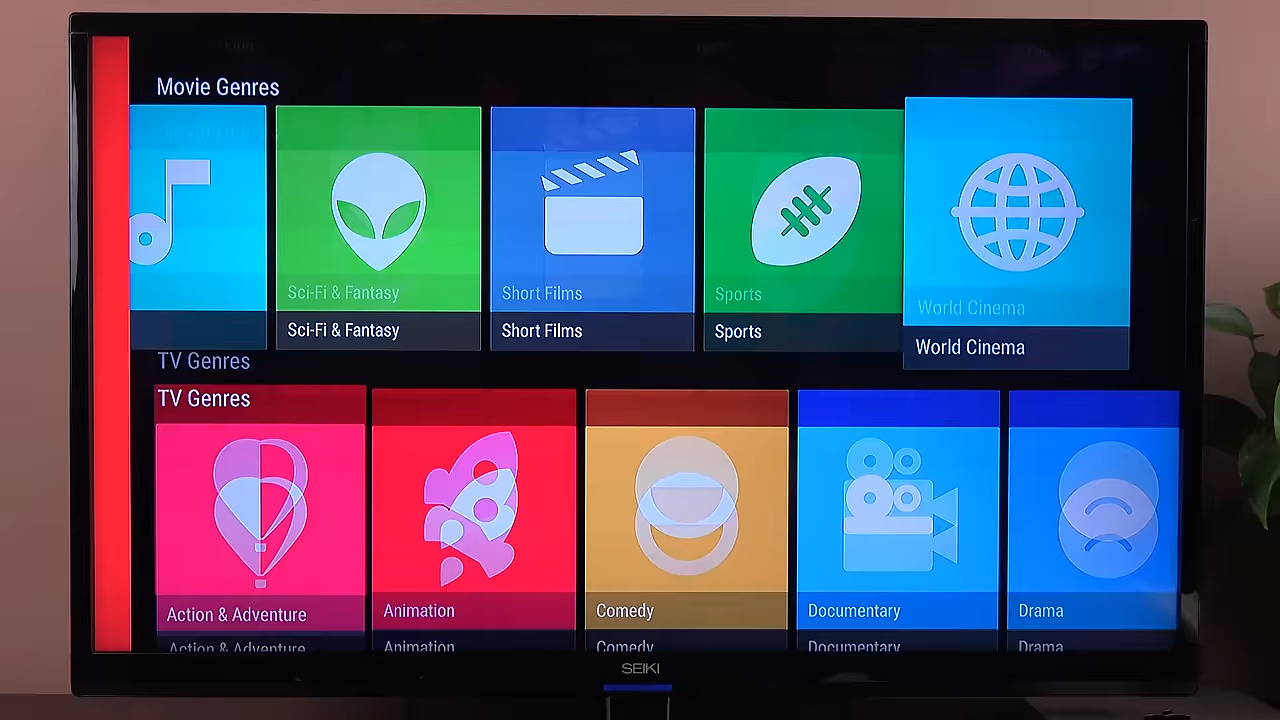 Movie Genres
Sci-Fi & Fantasy
Short Films
Sports
World Cinema
Sci-Fi & Fantasy
Short Films
Sports
World Cinema
TV Genres
TV Genres
Action & Adventure
Animation
Comedy
Documentary
Drama
Action & Adventure
Animation
Comedy
Documentary
Drama
SEIKI